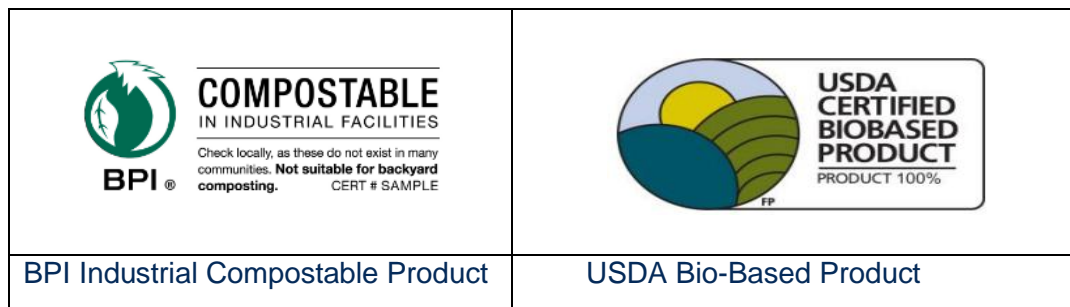 COMPOSTABLE
IN INDUSTRIAL FACILITIES
Check locally, as these do not exist in many
communities. Not suitable for backyard
composting. CERT # SAMPLE
BPI ®
USDA
CERTIFIED
BIOBASED
PRODUCT
PRODUCT 100%
FP
BPI Industrial Compostable Product
USDA Bio-Based Product